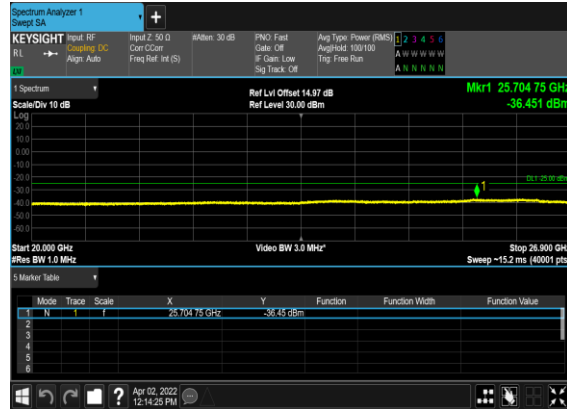 Spectrum Analyzer 1
Swept SA
+
KEYSIGHT Input: RF Input Z: 50 Ω #Atten: 30 dB PNO: Fast Avg Type: Power (RMS) 1 2 3 4 5 6
RL Coupling: DC Corr CCorr Gate: Off Avg|Hold: 100/100 A W W W W W
Align: Auto Freq Ref: Int (S) IF Gain: Low Trig: Free Run
Sig Track: Off A N N N N N
1 Spectrum Ref Lvl Offset 14.97 dB Mkr1 25.704 75 GHz
Scale/Div 10 dB Ref Level 30.00 dBm -36.451 dBm
Log
20.0
10.0
0.00
-10.0
-20.0
DL1 -25.00 dBm
-30.0
1
-40.0
-50.0
-60.0
Start 20.000 GHz Video BW 3.0 MHz* Stop 26.900 GHz
#Res BW 1.0 MHz Sweep ~15.2 ms (40001 pts)
5 Marker Table
Mode Trace Scale X Y Function Function Width Function Value
1 N 1 f 25.704 75 GHz -36.45 dBm
2
3
4
5
6
? Apr 02, 2022
12:14:25 PM